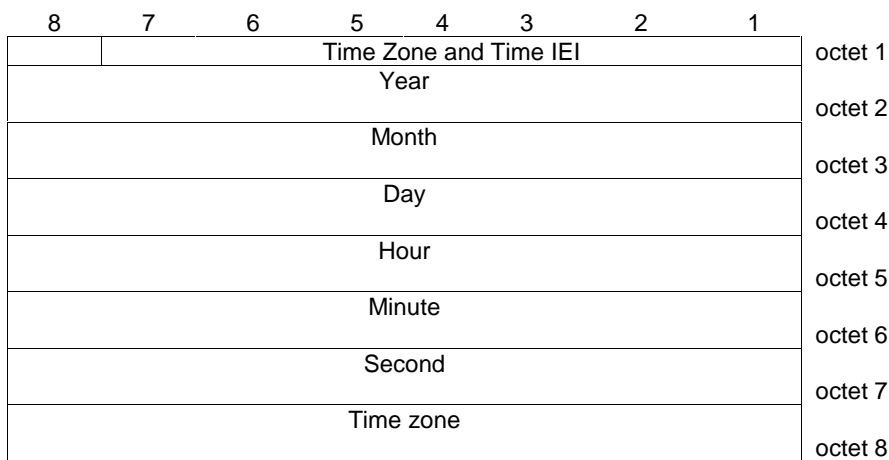 8 7 6 5 4 3 2 1
Time Zone and Time IEI octet 1
Year
octet 2
Month
octet 3
Day
octet 4
Hour
octet 5
Minute
octet 6
Second
octet 7
Time zone
octet 8